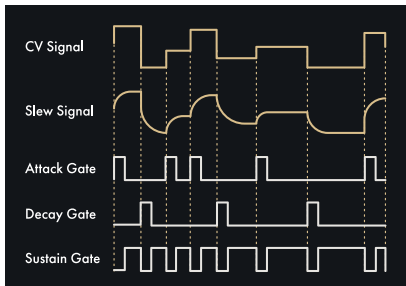 CV Signal
Slew Signal
Attack Gate
Decay Gate
Sustain Gate